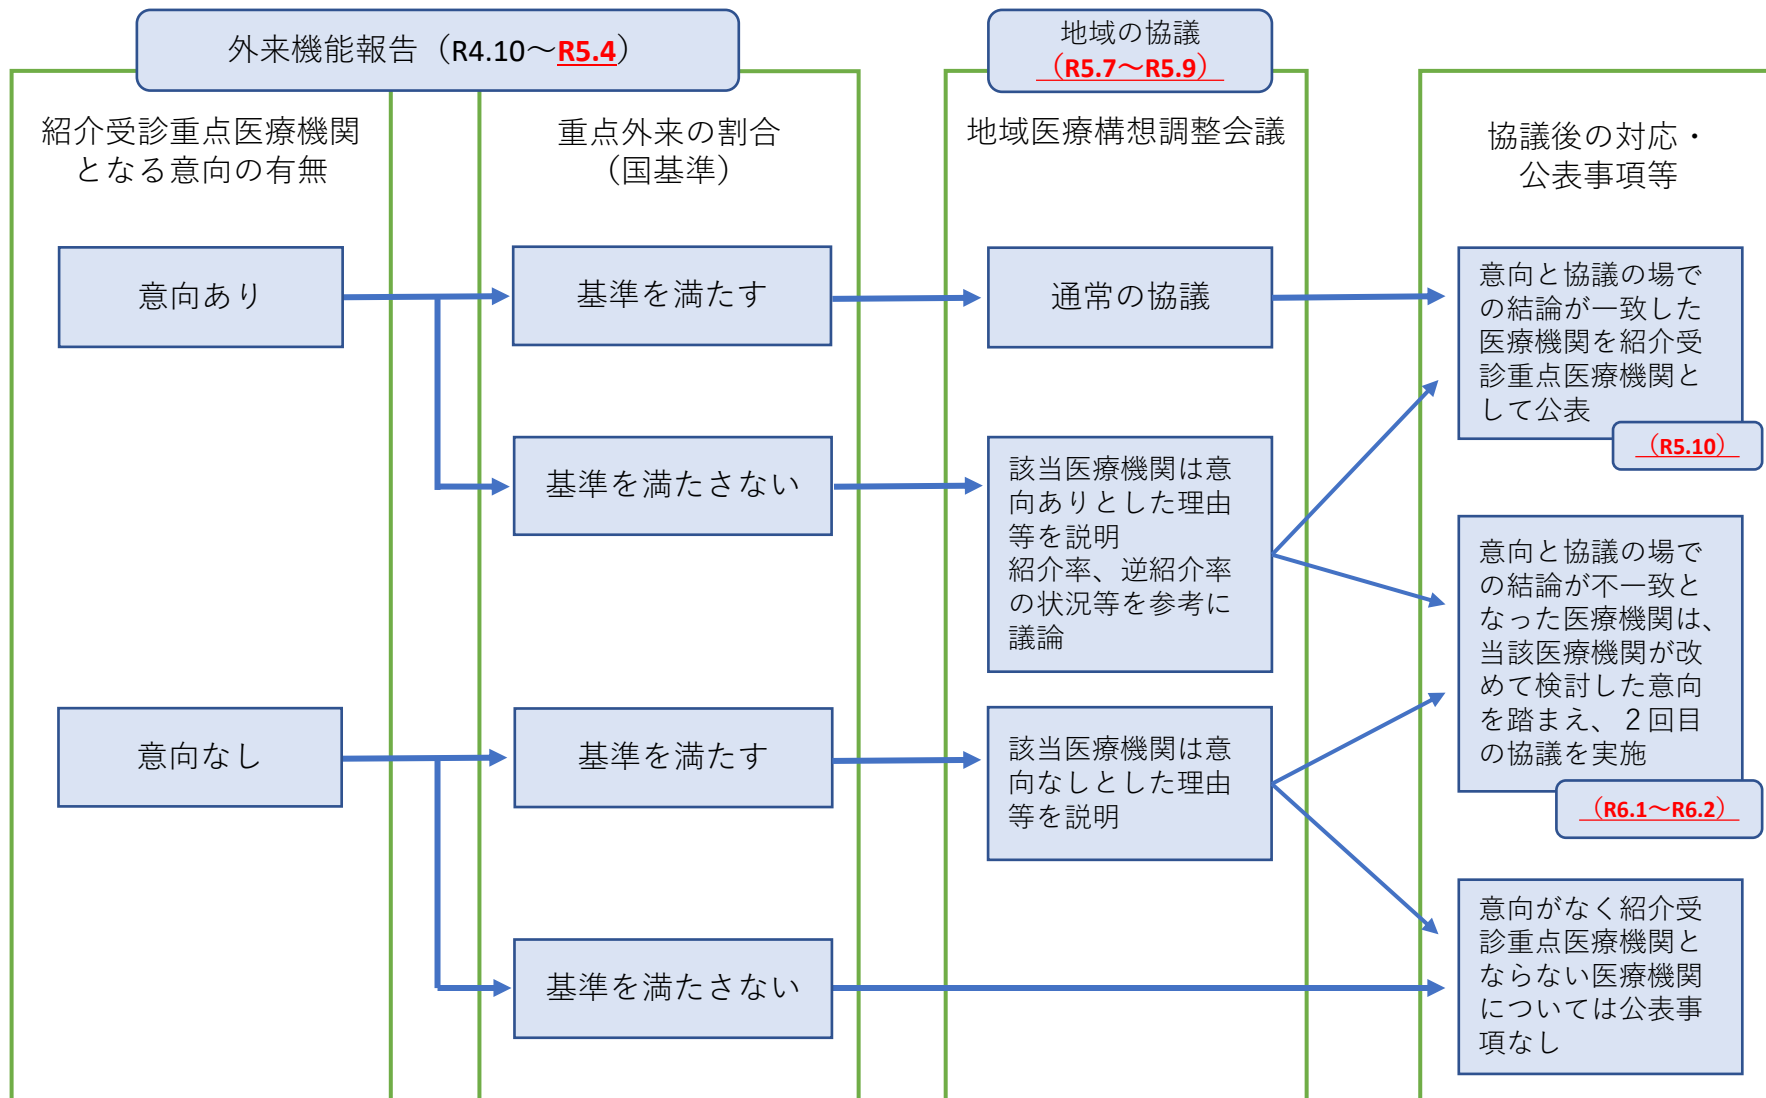 外来機能報告（R4.10～R5.4）
地域の協議
（R5.7～R5.9）
紹介受診重点医療機関
となる意向の有無
重点外来の割合
（国基準）
地域医療構想調整会議
協議後の対応・
公表事項等
意向あり
基準を満たす
通常の協議
意向と協議の場で
の結論が一致した
医療機関を紹介受
診重点医療機関と
して公表
（R5.10）
基準を満たさない
該当医療機関は意
向ありとした理由
等を説明
紹介率、逆紹介率
の状況等を参考に
議論
意向と協議の場で
の結論が不一致と
なった医療機関は、
当該医療機関が改
めて検討した意向
を踏まえ、２回目
の協議を実施
（R6.1～R6.2）
意向なし
基準を満たす
該当医療機関は意
向なしとした理由
等を説明
基準を満たさない
意向がなく紹介受
診重点医療機関と
ならない医療機関
については公表事
項なし